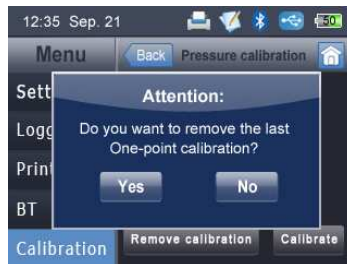 12:35 Sep. 21 50
Menu Back Pressure calibration
Sett
Attention:
Logg
Do you want to remove the last
One-point calibration?
Print
Yes No
BT
Calibration Remove calibration Calibrate